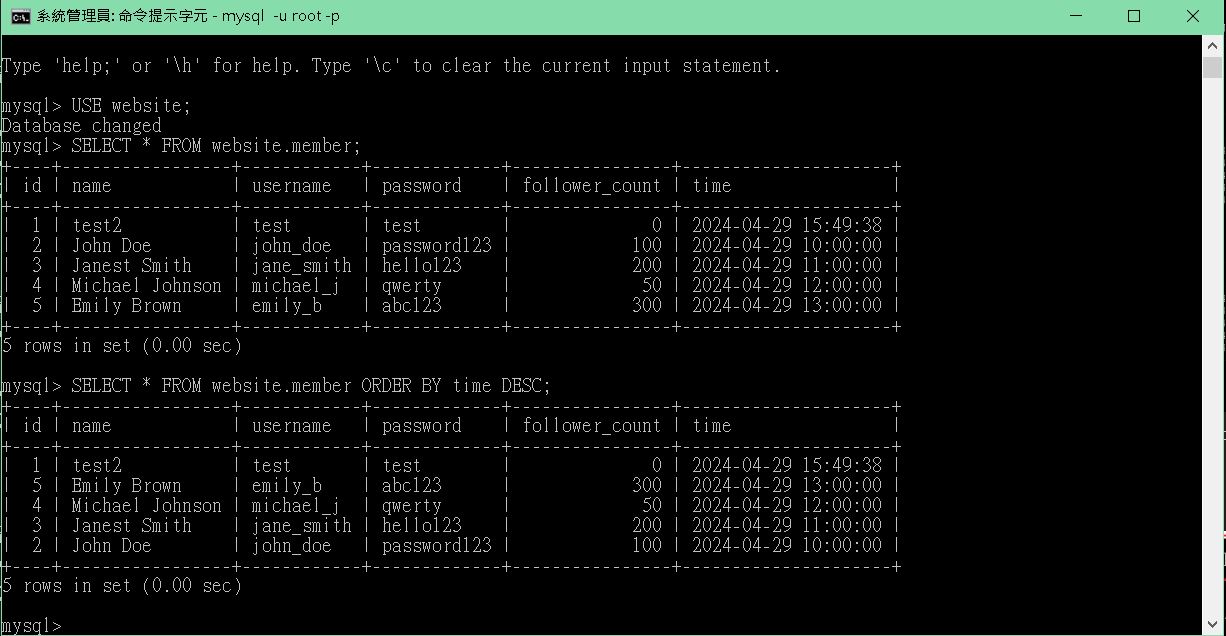 系統管理員: 命令提示字元 - mysql  -u root -p
Type 'help;' or '\h' for help. Type '\c' to clear the current input statement.
mysql> USE website;
Database changed
mysql> SELECT * FROM website.member;
+----+-----------------+------------+-------------+----------------+---------------------+
| id | name            | username   | password    | follower_count | time                |
+----+-----------------+------------+-------------+----------------+---------------------+
|  1 | test2           | test       | test        |              0 | 2024-04-29 15:49:38 |
|  2 | John Doe        | john_doe   | password123 |            100 | 2024-04-29 10:00:00 |
|  3 | Janest Smith    | jane_smith | hello123    |            200 | 2024-04-29 11:00:00 |
|  4 | Michael Johnson | michael_j  | qwerty      |             50 | 2024-04-29 12:00:00 |
|  5 | Emily Brown     | emily_b    | abc123      |            300 | 2024-04-29 13:00:00 |
+----+-----------------+------------+-------------+----------------+---------------------+
5 rows in set (0.00 sec)
mysql> SELECT * FROM website.member ORDER BY time DESC;
+----+-----------------+------------+-------------+----------------+---------------------+
| id | name            | username   | password    | follower_count | time                |
+----+-----------------+------------+-------------+----------------+---------------------+
|  1 | test2           | test       | test        |              0 | 2024-04-29 15:49:38 |
|  5 | Emily Brown     | emily_b    | abc123      |            300 | 2024-04-29 13:00:00 |
|  4 | Michael Johnson | michael_j  | qwerty      |             50 | 2024-04-29 12:00:00 |
|  3 | Janest Smith    | jane_smith | hello123    |            200 | 2024-04-29 11:00:00 |
|  2 | John Doe        | john_doe   | password123 |            100 | 2024-04-29 10:00:00 |
+----+-----------------+------------+-------------+----------------+---------------------+
5 rows in set (0.00 sec)
mysql>